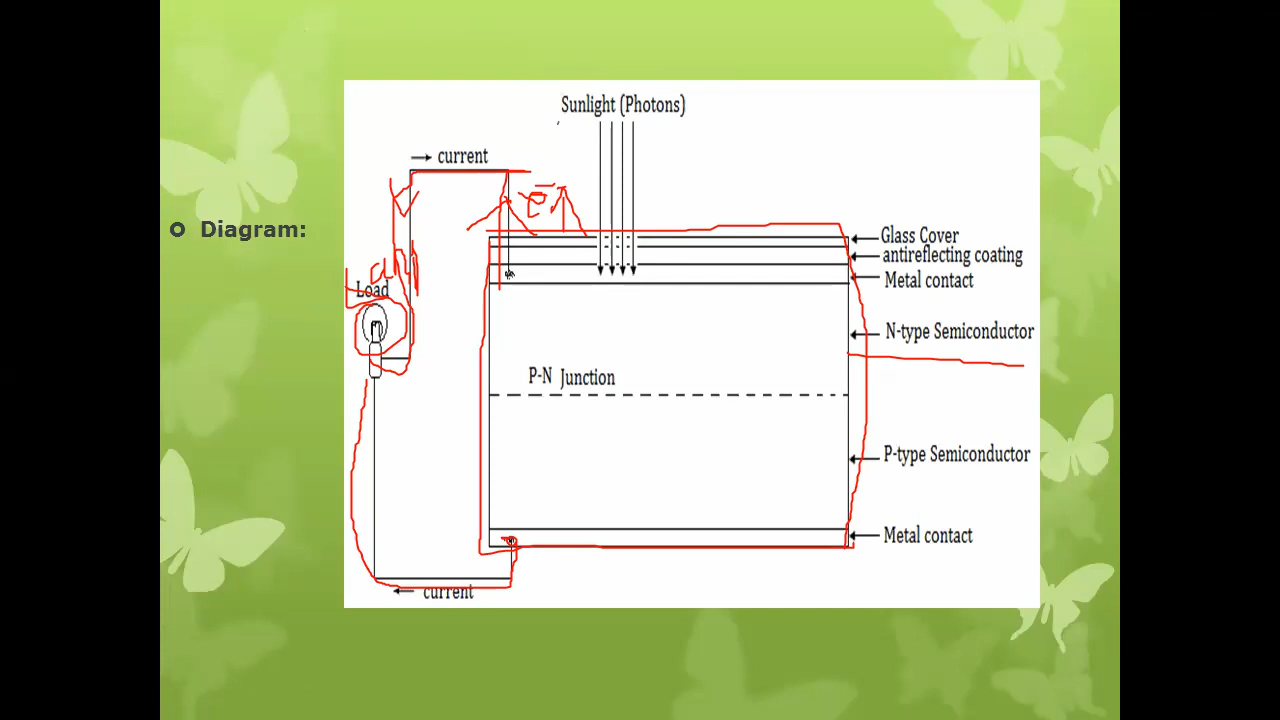 Sunlight (Photons)
current
Diagram:
Glass Cover
antireflecting coating
Metal contact
Load
N-type Semiconductor
P-N Junction
P-type Semiconductor
Metal contact
current